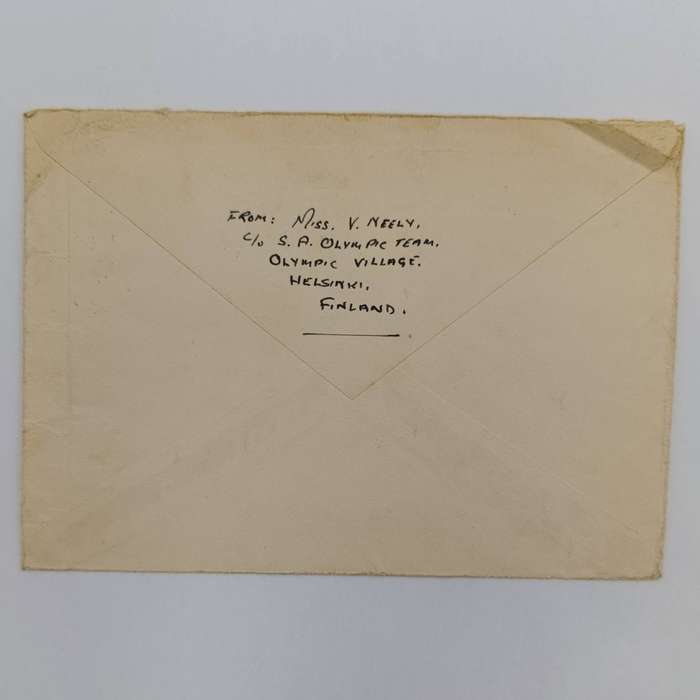 FROM: MISS. V. NEELY.
C/O S. A. OLYMPIC TEAM.
OLYMPIC VILLAGE.
HELSINKI.
FINLAND.